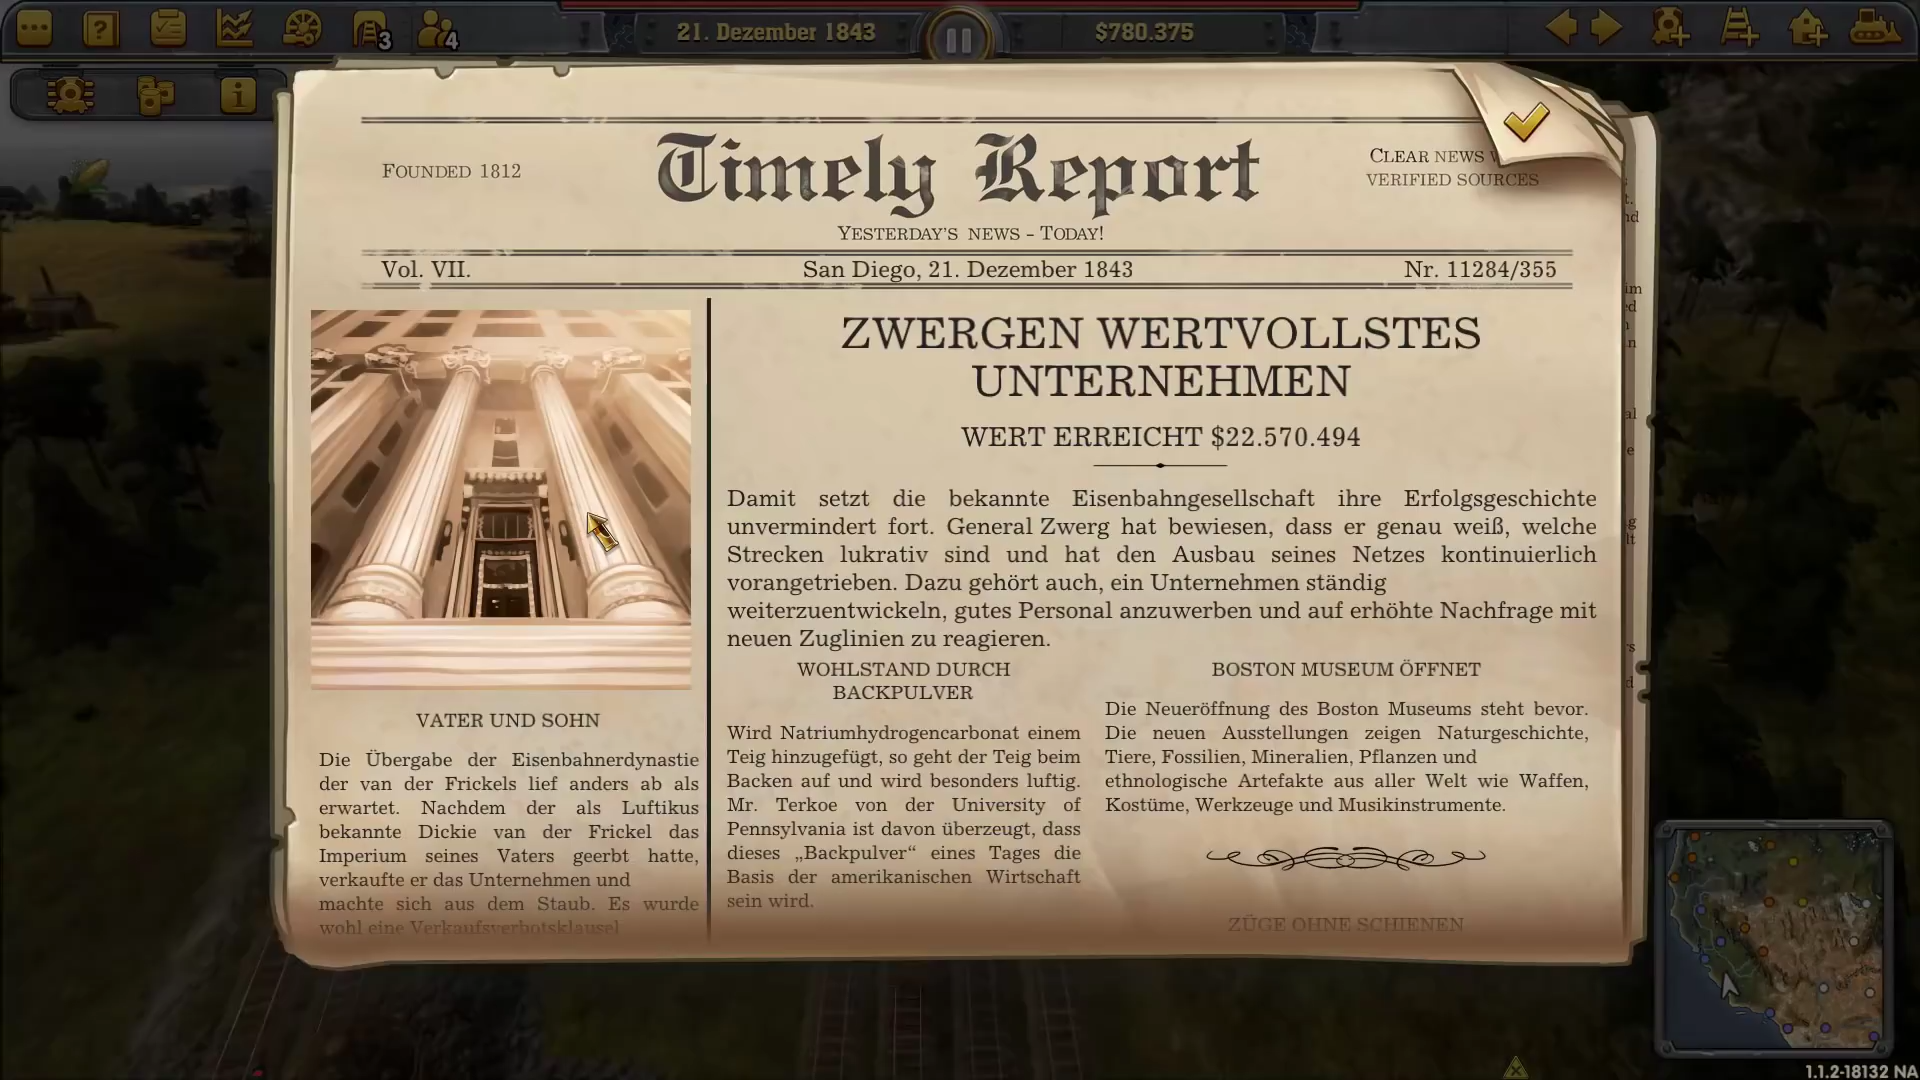 21. Dezember 1843
$780.375
3
4
FOUNDED 1812
Timely Report
CLEAR NEWS
VERIFIED SOURCES
YESTERDAY'S NEWS - TODAY!
Vol. VII.
San Diego, 21. Dezember 1843
Nr. 11284/355
ZWERGEN WERTVOLLSTES
UNTERNEHMEN
WERT ERREICHT $22.570.494
Damit setzt die bekannte Eisenbahngesellschaft ihre Erfolgsgeschichte
unvermindert fort. General Zwerg hat bewiesen, dass er genau weiß, welche
Strecken lukrativ sind und hat den Ausbau seines Netzes kontinuierlich
vorangetrieben. Dazu gehört auch, ein Unternehmen ständig
weiterzuentwickeln, gutes Personal anzuwerben und auf erhöhte Nachfrage mit
neuen Zuglinien zu reagieren.
VATER UND SOHN
Die Übergabe der Eisenbahnerdynastie
der van der Frickels lief anders ab als
erwartet. Nachdem der als Luftikus
bekannte Dickie van der Frickel das
Imperium seines Vaters geerbt hatte,
verkaufte er das Unternehmen und
machte sich aus dem Staub. Es wurde
wohl eine Verkaufsverbotsklausel
WOHLSTAND DURCH
BACKPULVER
Wird Natriumhydrogencarbonat einem
Teig hinzugefügt, so geht der Teig beim
Backen auf und wird besonders luftig.
Mr. Terkoe von der University of
Pennsylvania ist davon überzeugt, dass
dieses „Backpulver“ eines Tages die
Basis der amerikanischen Wirtschaft
sein wird.
BOSTON MUSEUM ÖFFNET
Die Neueröffnung des Boston Museums steht bevor.
Die neuen Ausstellungen zeigen Naturgeschichte,
Tiere, Fossilien, Mineralien, Pflanzen und
ethnologische Artefakte aus aller Welt wie Waffen,
Kostüme, Werkzeuge und Musikinstrumente.
ZÜGE OHNE SCHIENEN
1.1.2-18132 NA